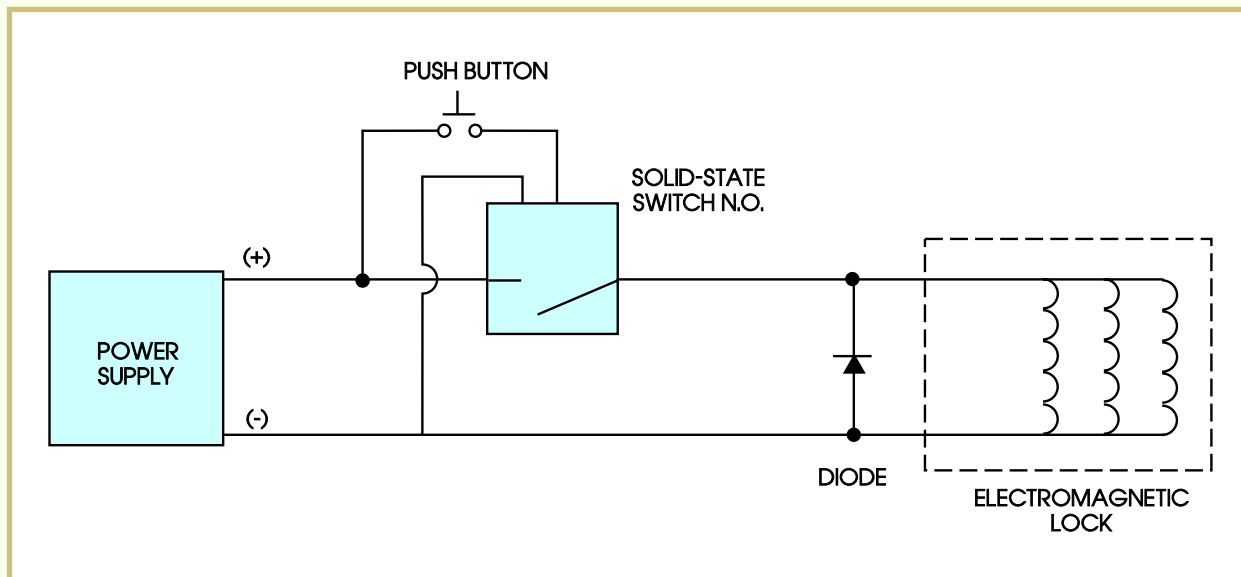 PUSH BUTTON
SOLID-STATE
SWITCH N.O.
(+)
POWER
SUPPLY
(-)
DIODE
ELECTROMAGNETIC
LOCK